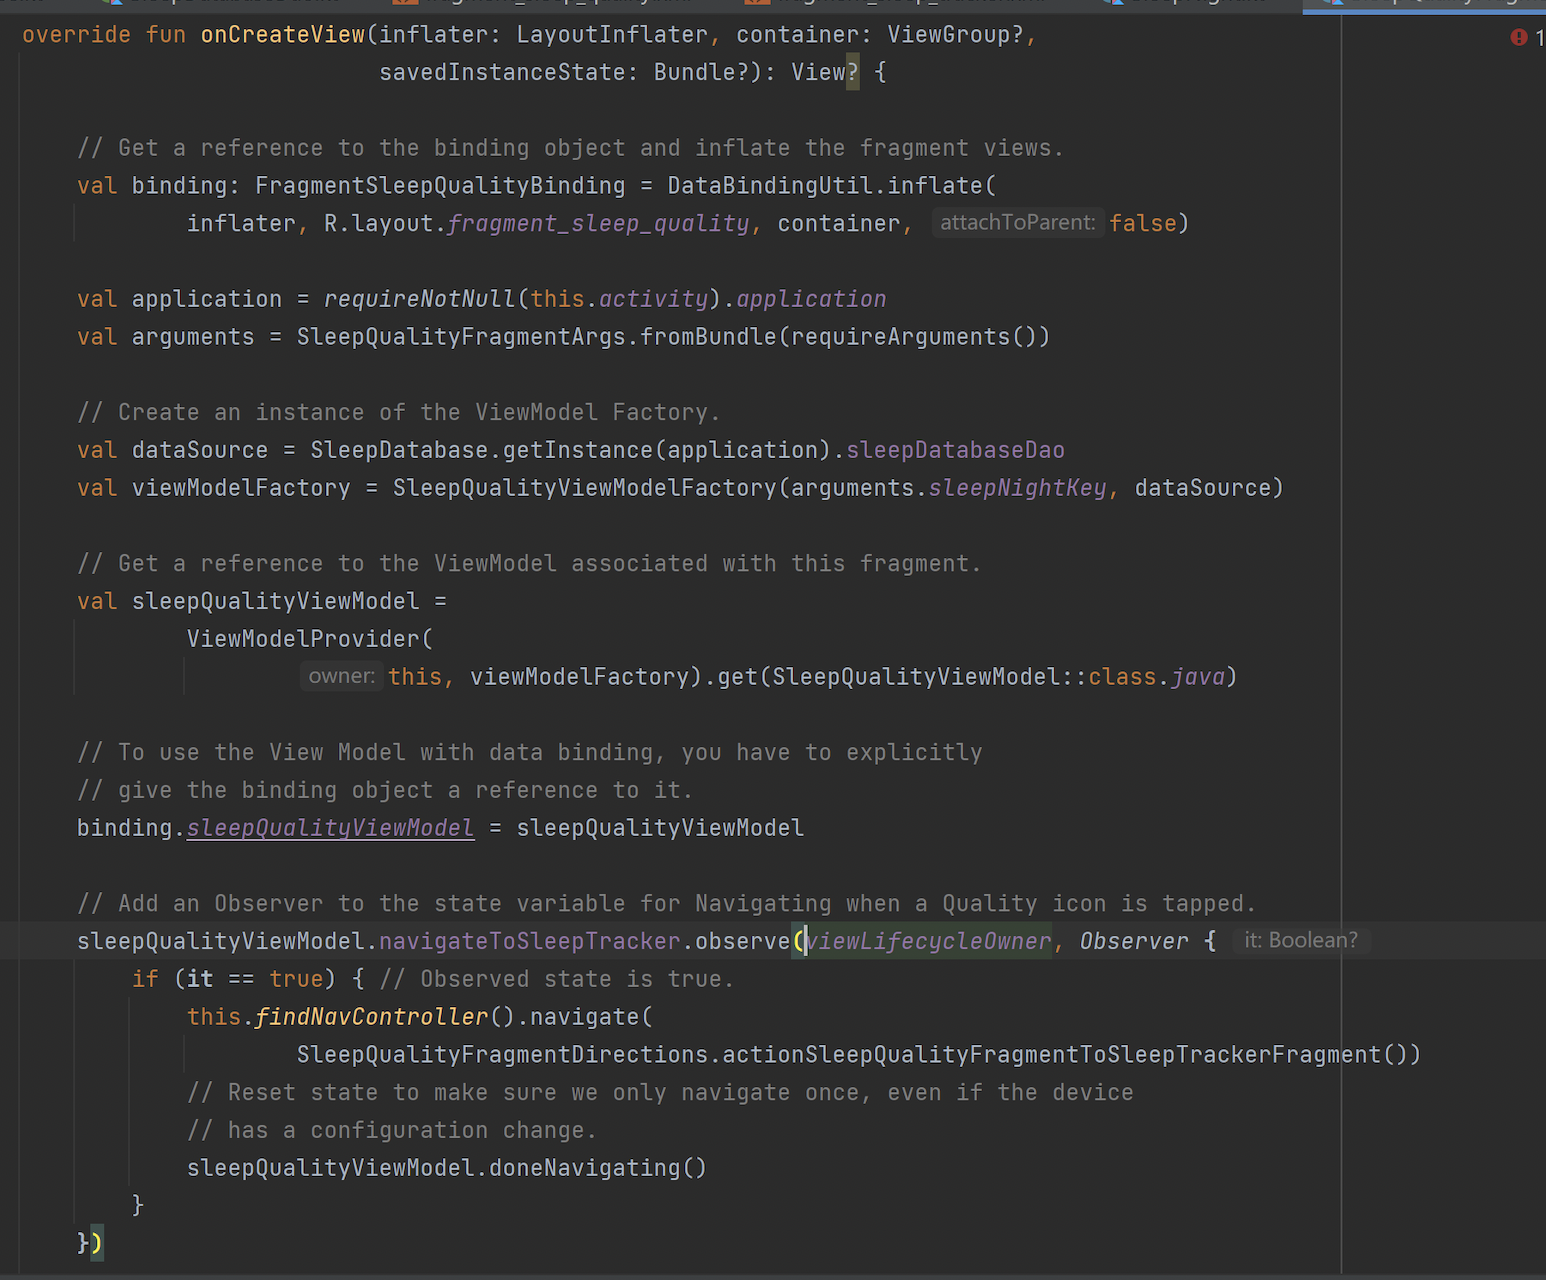 override fun onCreateView(inflater: LayoutInflater, container: ViewGroup?,
savedInstanceState: Bundle?): View? {
// Get a reference to the binding object and inflate the fragment views.
val binding: FragmentSleepQualityBinding = DataBindingUtil.inflate(
inflater, R.layout.fragment_sleep_quality, container, attachToParent: false)
val application = requireNotNull(this.activity).application
val arguments = SleepQualityFragmentArgs.fromBundle(requireArguments())
// Create an instance of the ViewModel Factory.
val dataSource = SleepDatabase.getInstance(application).sleepDatabaseDao
val viewModelFactory = SleepQualityViewModelFactory(arguments.sleepNightKey, dataSource)
// Get a reference to the ViewModel associated with this fragment.
val sleepQualityViewModel =
ViewModelProvider(
owner: this, viewModelFactory).get(SleepQualityViewModel::class.java)
// To use the View Model with data binding, you have to explicitly
// give the binding object a reference to it.
binding.sleepQualityViewModel = sleepQualityViewModel
// Add an Observer to the state variable for Navigating when a Quality icon is tapped.
sleepQualityViewModel.navigateToSleepTracker.observe(viewLifecycleOwner, Observer { it: Boolean?
if (it == true) { // Observed state is true.
this.findNavController().navigate(
SleepQualityFragmentDirections.actionSleepQualityFragmentToSleepTrackerFragment())
// Reset state to make sure we only navigate once, even if the device
// has a configuration change.
sleepQualityViewModel.doneNavigating()
}
})